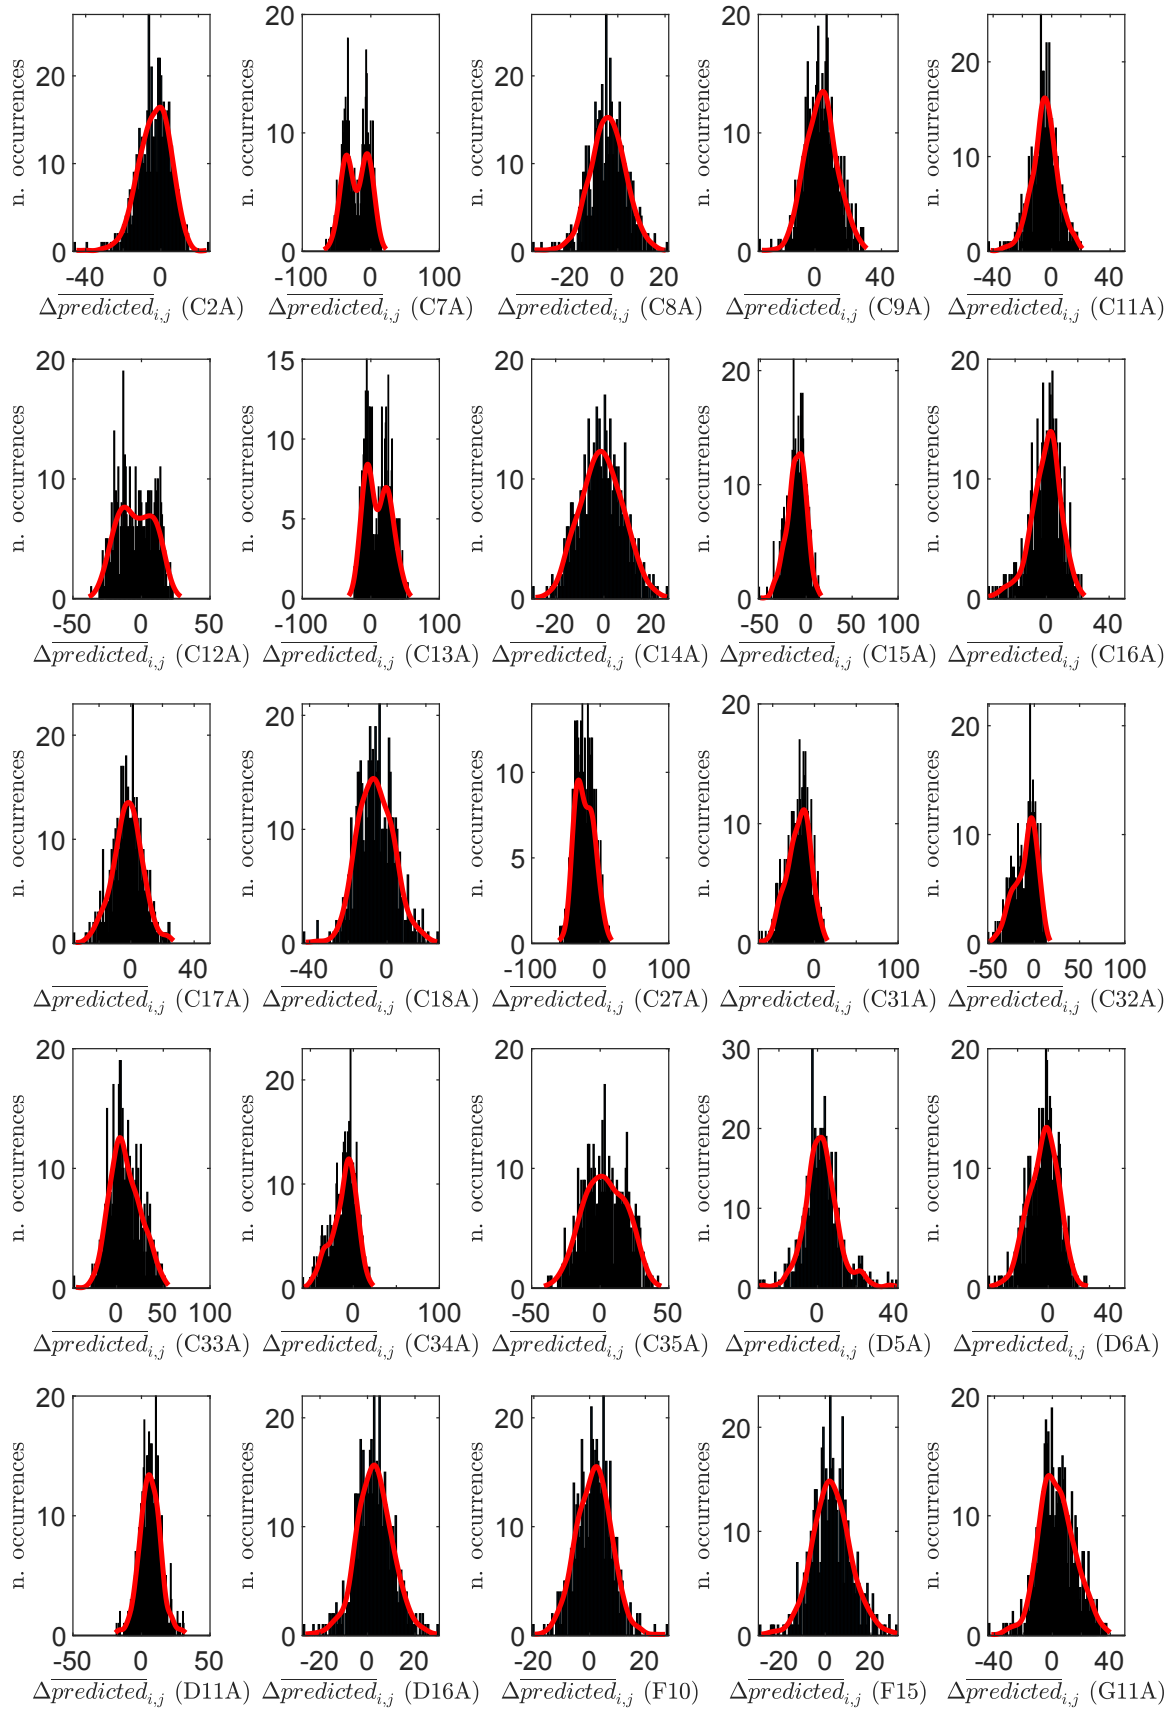 n. occurrences
20
10
0
-40 0
Δpredicted_{i,j} (C2A)
n. occurrences
20
10
0
-100 0 100
Δpredicted_{i,j} (C7A)
n. occurrences
20
10
0
-20 0 20
Δpredicted_{i,j} (C8A)
n. occurrences
20
10
0
0 40
Δpredicted_{i,j} (C9A)
n. occurrences
20
10
0
-40 0 40
Δpredicted_{i,j} (C11A)
n. occurrences
20
10
0
-50 0 50
Δpredicted_{i,j} (C12A)
n. occurrences
15
10
5
0
-100 0 100
Δpredicted_{i,j} (C13A)
n. occurrences
20
10
0
-20 0 20
Δpredicted_{i,j} (C14A)
n. occurrences
20
10
0
-50 0 50 100
Δpredicted_{i,j} (C15A)
n. occurrences
20
10
0
0 40
Δpredicted_{i,j} (C16A)
n. occurrences
20
10
0
0 40
Δpredicted_{i,j} (C17A)
n. occurrences
20
10
0
-40 0
Δpredicted_{i,j} (C18A)
n. occurrences
10
5
0
-100 0 100
Δpredicted_{i,j} (C27A)
n. occurrences
20
10
0
0 100
Δpredicted_{i,j} (C31A)
n. occurrences
20
10
0
-50 0 50 100
Δpredicted_{i,j} (C32A)
n. occurrences
20
10
0
0 50 100
Δpredicted_{i,j} (C33A)
n. occurrences
20
10
0
0 100
Δpredicted_{i,j} (C34A)
n. occurrences
20
10
0
-50 0 50
Δpredicted_{i,j} (C35A)
n. occurrences
30
20
10
0
0 40
Δpredicted_{i,j} (D5A)
n. occurrences
20
10
0
0 40
Δpredicted_{i,j} (D6A)
n. occurrences
20
10
0
-50 0 50
Δpredicted_{i,j} (D11A)
n. occurrences
20
10
0
-20 0 20
Δpredicted_{i,j} (D16A)
n. occurrences
20
10
0
-20 0 20
Δpredicted_{i,j} (F10)
n. occurrences
20
10
0
-20 0 20
Δpredicted_{i,j} (F15)
n. occurrences
20
10
0
-40 0 40
Δpredicted_{i,j} (G11A)